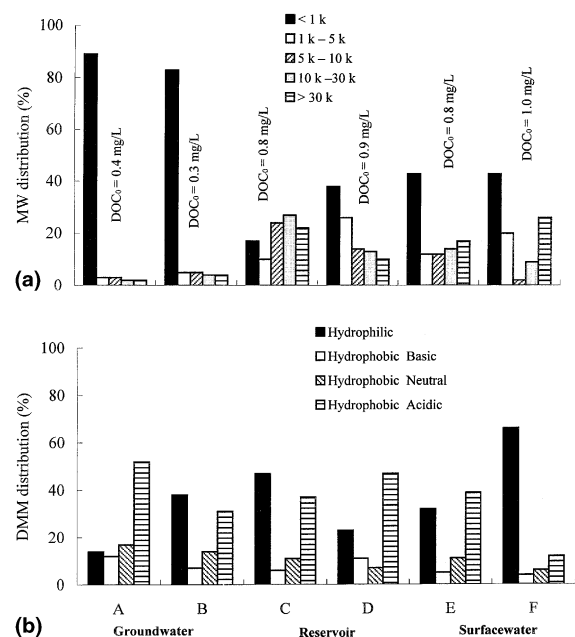 100
80
60
40
20
0
MW distribution (%)
(a)
< 1 k
1 k – 5 k
5 k – 10 k
10 k –30 k
> 30 k
DOC₀ = 0.4 mg/L
DOC₀ = 0.3 mg/L
DOC₀ = 0.8 mg/L
DOC₀ = 0.9 mg/L
DOC₀ = 0.8 mg/L
DOC₀ = 1.0 mg/L
100
80
60
40
20
0
DMM distribution (%)
(b)
Hydrophilic
Hydrophobic Basic
Hydrophobic Neutral
Hydrophobic Acidic
A B C D E F
Groundwater Reservoir Surfacewater